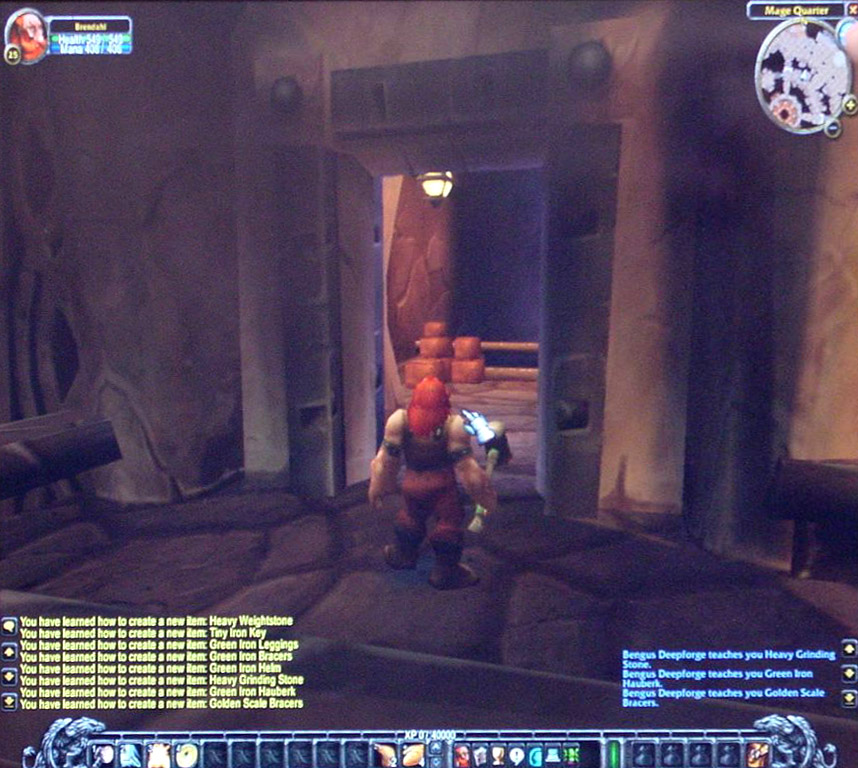 Brendahl
Health 549 / 549
Mana 408 / 408
25
Mage Quarter
You have learned how to create a new item: Heavy Weightstone
You have learned how to create a new item: Tiny Iron Key
You have learned how to create a new item: Green Iron Leggings
You have learned how to create a new item: Green Iron Bracers
You have learned how to create a new item: Green Iron Helm
You have learned how to create a new item: Heavy Grinding Stone
You have learned how to create a new item: Green Iron Hauberk
You have learned how to create a new item: Golden Scale Bracers
Bengus Deepforge teaches you Heavy Grinding
Stone.
Bengus Deepforge teaches you Green Iron
Hauberk.
Bengus Deepforge teaches you Golden Scale
Bracers.
XP 0 / 40000